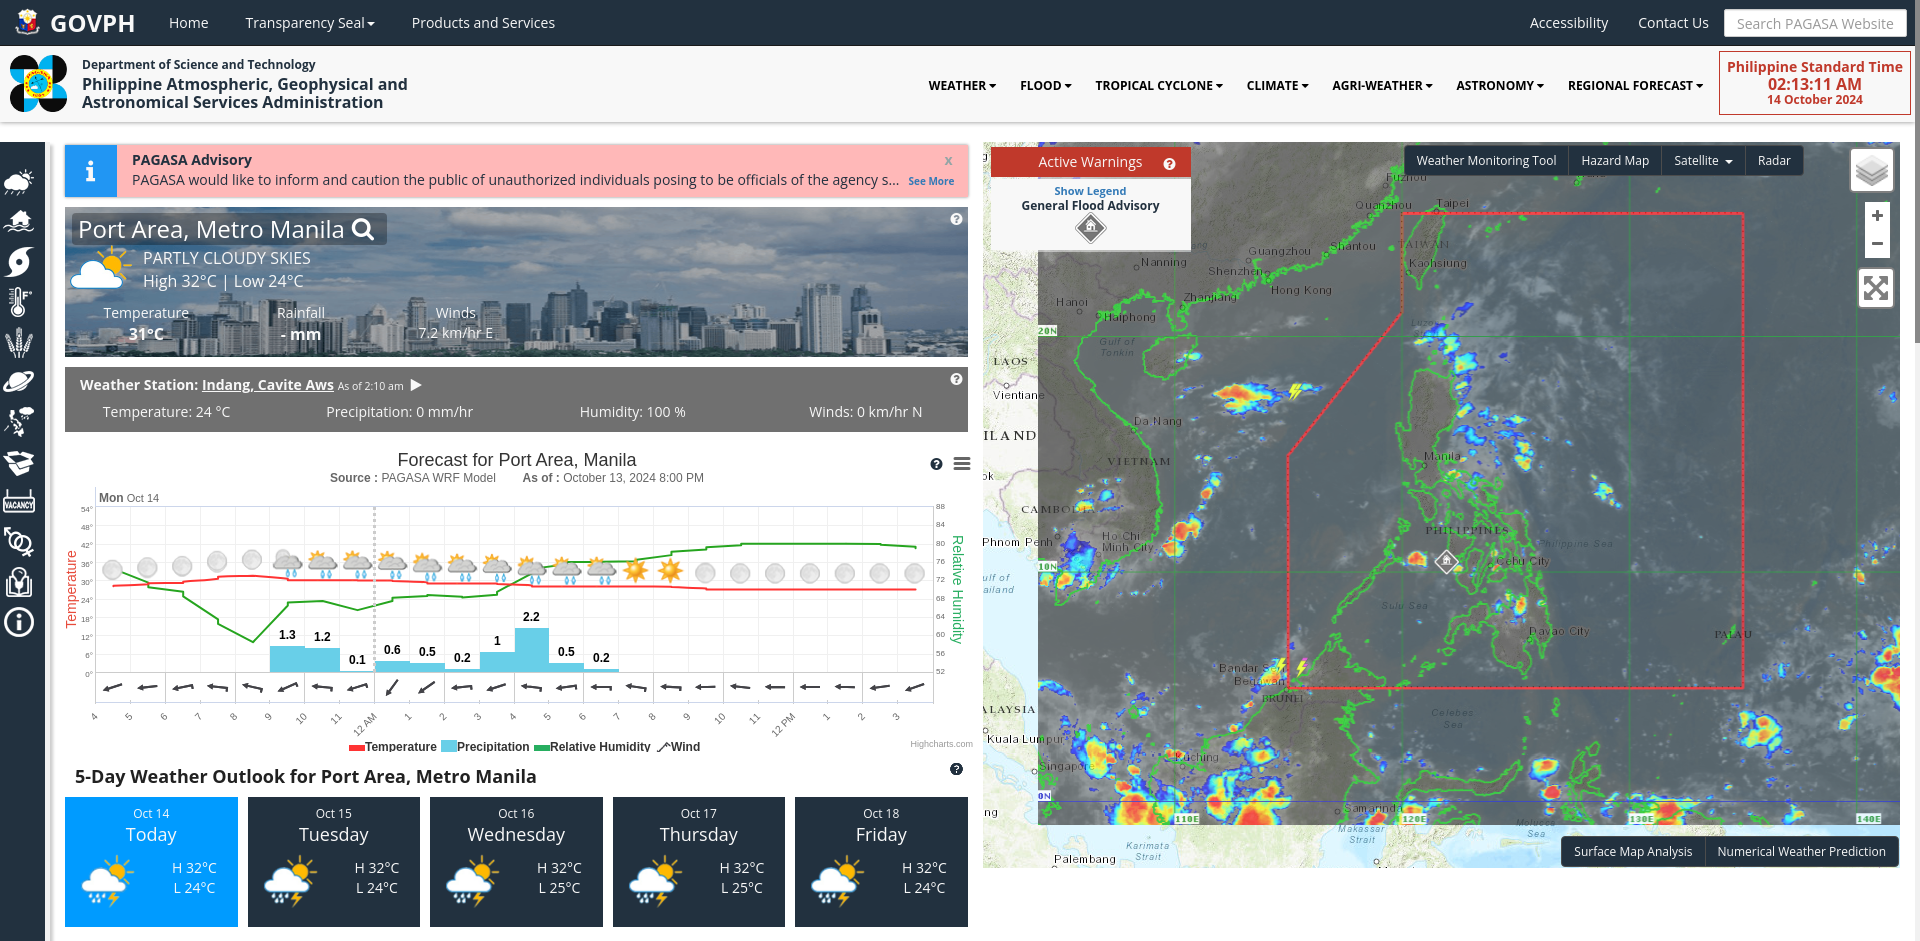 GOVPH
Home
Transparency Seal
Products and Services
Accessibility
Contact Us
Search PAGASA Website
Department of Science and Technology
Philippine Atmospheric, Geophysical and
Astronomical Services Administration
WEATHER
FLOOD
TROPICAL CYCLONE
CLIMATE
AGRI-WEATHER
ASTRONOMY
REGIONAL FORECAST
Philippine Standard Time
02:13:11 AM
14 October 2024
VACANCY
PAGASA Advisory
x
PAGASA would like to inform and caution the public of unauthorized individuals posing to be officials of the agency s...
See More
Port Area, Metro Manila
PARTLY CLOUDY SKIES
High 32°C | Low 24°C
Temperature Rainfall Winds
31°C - mm 7.2 km/hr E
Weather Station: Indang, Cavite Aws As of 2:10 am
Temperature: 24 °C Precipitation: 0 mm/hr Humidity: 100 % Winds: 0 km/hr N
Forecast for Port Area, Manila
Source : PAGASA WRF Model As of : October 13, 2024 8:00 PM
Mon Oct 14
54° 88
48° 84
42° 80
36° 76
30° 72
24° 68
18° 64
12° 60
6° 56
0° 52
Temperature
Relative Humidity
1.3 1.2 0.1 0.6 0.5 0.2 1 2.2 0.5 0.2
4 5 6 7 8 9 10 11 12 AM 1 2 3 4 5 6 7 8 9 10 11 12 PM 1 2 3
Temperature Precipitation Relative Humidity Wind
Highcharts.com
5-Day Weather Outlook for Port Area, Metro Manila
Oct 14
Today
H 32°C
L 24°C
Oct 15
Tuesday
H 32°C
L 24°C
Oct 16
Wednesday
H 32°C
L 25°C
Oct 17
Thursday
H 32°C
L 25°C
Oct 18
Friday
H 32°C
L 24°C
Active Warnings
Show Legend
General Flood Advisory
Weather Monitoring Tool
Hazard Map
Satellite
Radar
+
−
Fuzhou
Quanzhou
Taipei
TAIWAN
Guangzhou
Shantou
Nanning
Shenzhen
Kaohsiung
Hong Kong
Zhanjiang
Hanoi
Haiphong
20N
Gulf of
Tonkin
LAOS
Vientiane
Da Nang
ILAND
VIETNAM
Manila
ok
CAMBODIA
Phnom Penh
Ho Chi
Minh City
PHILIPPINES
Philippine Sea
Cebu City
10N
ulf of
ailand
Sulu Sea
Davao City
PALAU
Bandar Seri
Begawan
BRUNEI
ALAYSIA
Celebes
Sea
Kuala Lumpur
Kuching
Singapore
0N
ng
Samarinda
110E
120E
130E
140E
Makassar
Strait
Molucca
Sea
Karimata
Strait
Palembang
Surface Map Analysis
Numerical Weather Prediction